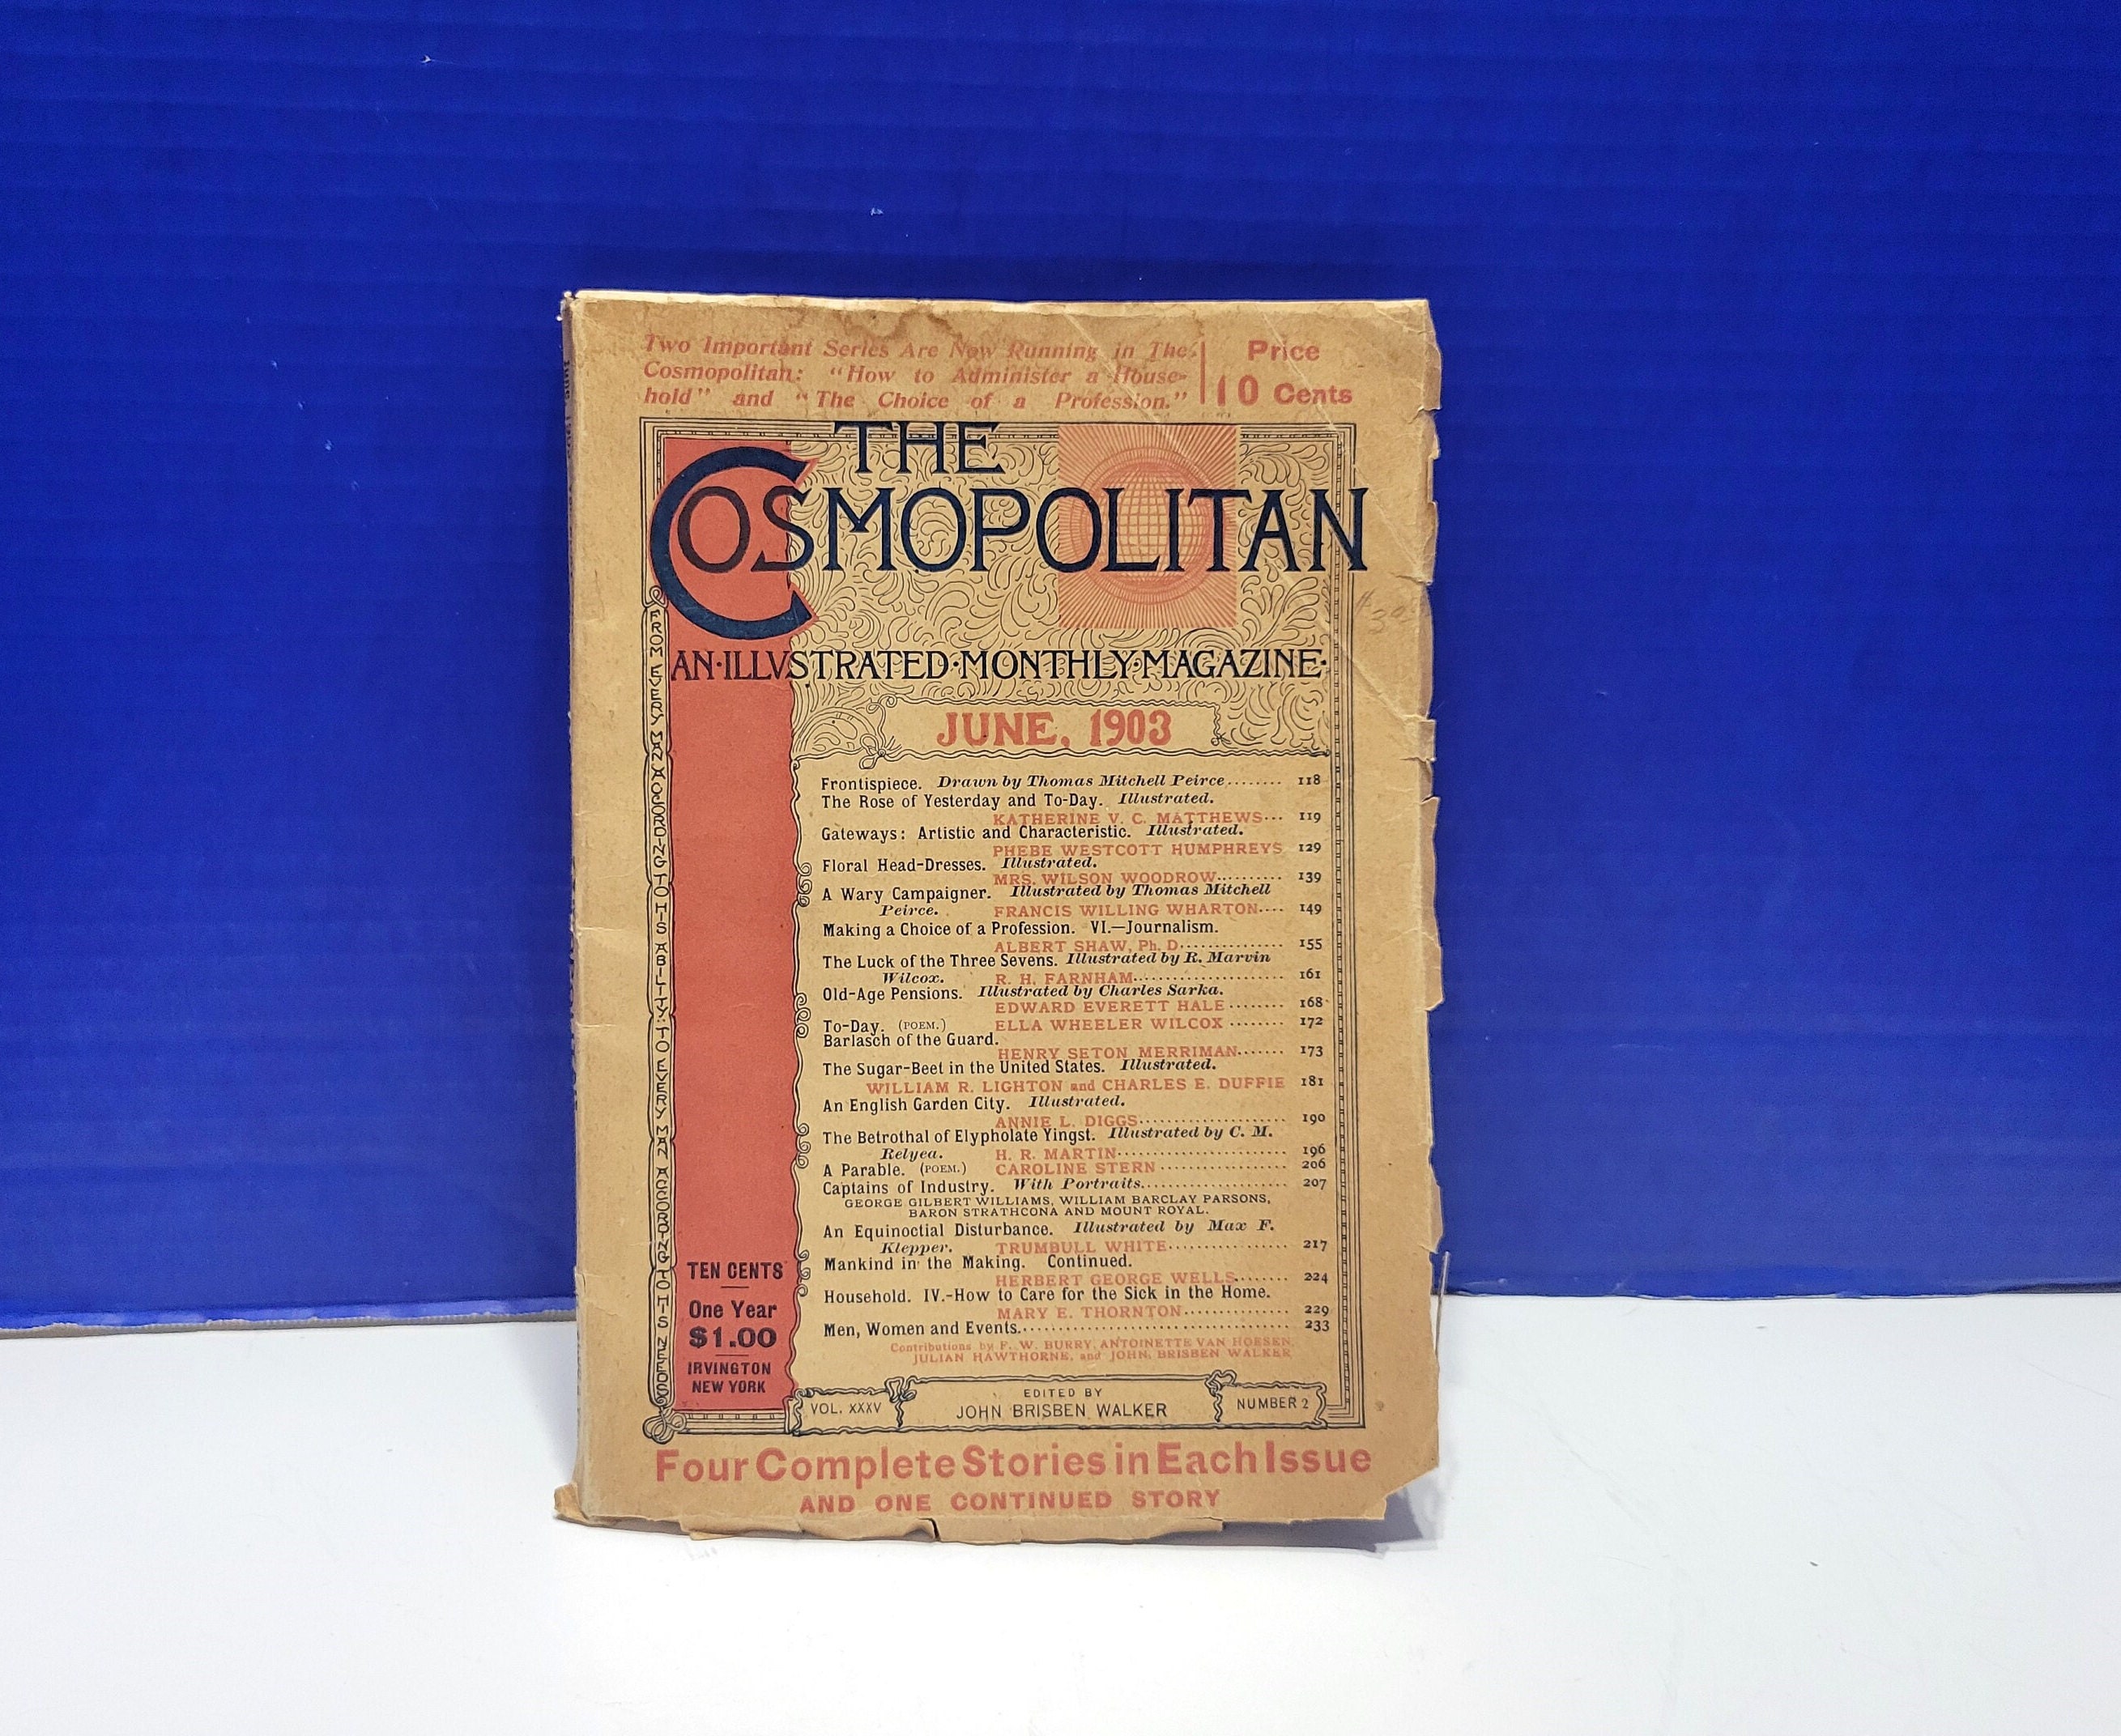 Two Important Series Are Now Running in The
Cosmopolitan: "How to Administer a House-
hold" and "The Choice of a Profession."
Price
10 Cents
THE
COSMOPOLITAN
AN·ILLVSTRATED·MONTHLY·MAGAZINE·
JUNE, 1903
FROM EVERY MAN ACCORDING TO HIS ABILITY: TO EVERY MAN ACCORDING TO HIS NEEDS
Frontispiece. Drawn by Thomas Mitchell Peirce........ 118
The Rose of Yesterday and To-Day. Illustrated.
KATHERINE V. C. MATTHEWS... 119
Gateways: Artistic and Characteristic. Illustrated.
PHEBE WESTCOTT HUMPHREYS 129
Floral Head-Dresses. Illustrated.
MRS. WILSON WOODROW.......... 139
A Wary Campaigner. Illustrated by Thomas Mitchell
Peirce. FRANCIS WILLING WHARTON.... 149
Making a Choice of a Profession. VI.—Journalism.
ALBERT SHAW, Ph. D............... 155
The Luck of the Three Sevens. Illustrated by R. Marvin
Wilcox. R. H. FARNHAM...................... 161
Old-Age Pensions. Illustrated by Charles Sarka.
EDWARD EVERETT HALE ........ 168
To-Day. (POEM.) ELLA WHEELER WILCOX ........ 172
Barlasch of the Guard.
HENRY SETON MERRIMAN....... 173
The Sugar-Beet in the United States. Illustrated.
WILLIAM R. LIGHTON and CHARLES E. DUFFIE 181
An English Garden City. Illustrated.
ANNIE L. DIGGS..................... 190
The Betrothal of Elypholate Yingst. Illustrated by C. M.
Relyea. H. R. MARTIN........................ 196
A Parable. (POEM.) CAROLINE STERN .................. 206
Captains of Industry. With Portraits..................... 207
GEORGE GILBERT WILLIAMS, WILLIAM BARCLAY PARSONS,
BARON STRATHCONA AND MOUNT ROYAL.
An Equinoctial Disturbance. Illustrated by Max F.
Klepper. TRUMBULL WHITE................. 217
Mankind in the Making. Continued.
HERBERT GEORGE WELLS........ 224
Household. IV.-How to Care for the Sick in the Home.
MARY E. THORNTON............... 229
Men, Women and Events...................................... 233
Contributions by F. W. BURRY, ANTOINETTE VAN HOESEN,
JULIAN HAWTHORNE, and JOHN BRISBEN WALKER
TEN CENTS
One Year
$1.00
IRVINGTON
NEW YORK
VOL. XXXV
EDITED BY
JOHN BRISBEN WALKER
NUMBER 2
Four Complete Stories in Each Issue
AND ONE CONTINUED STORY